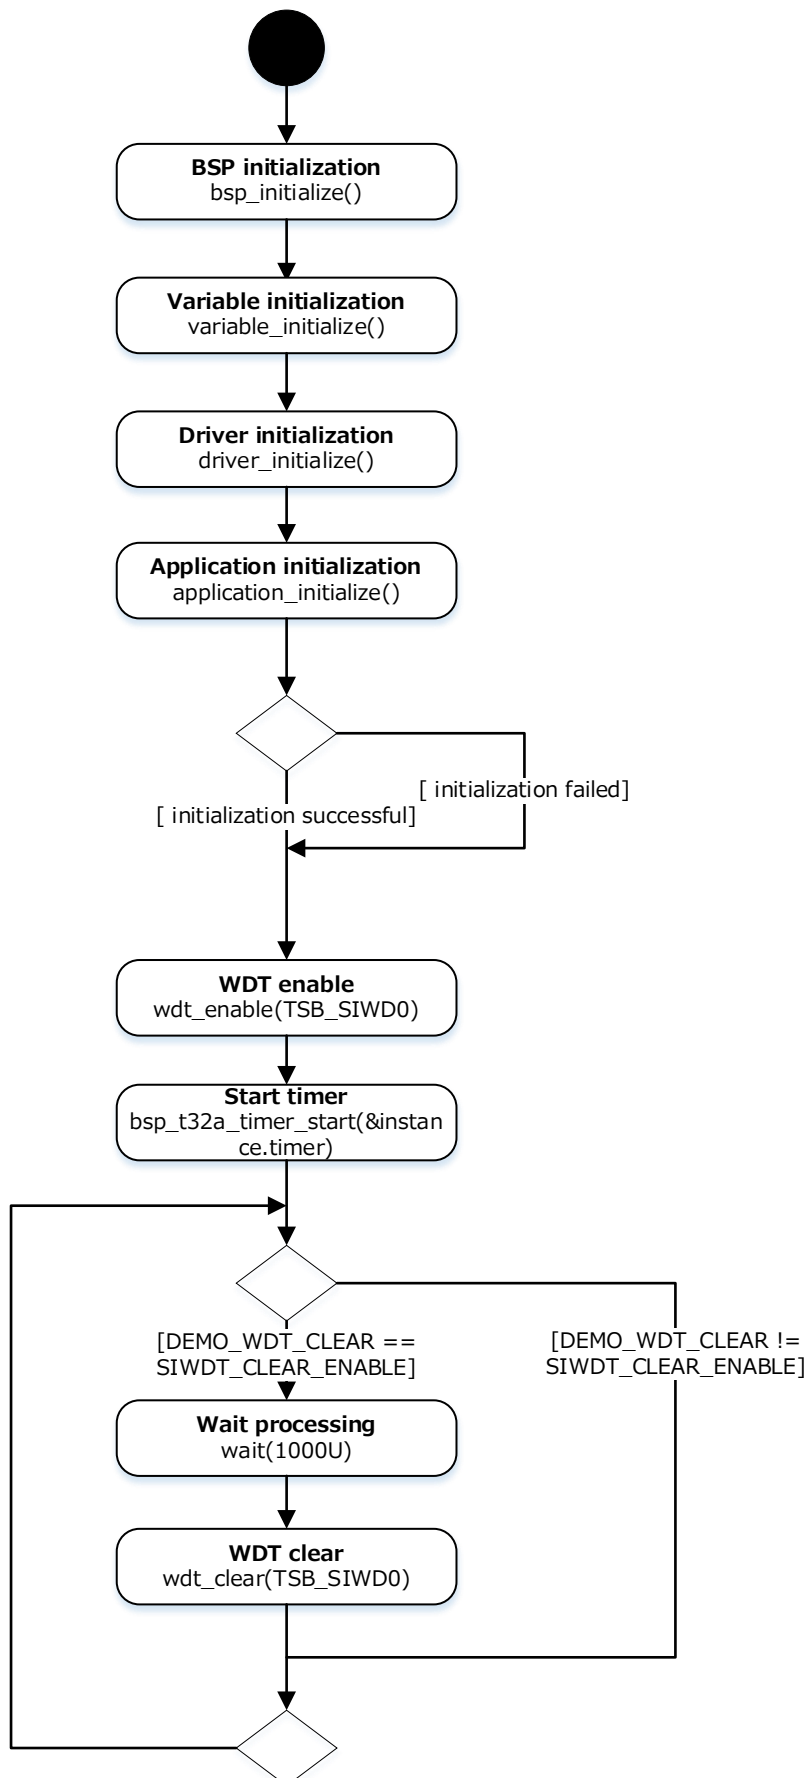 BSP initialization
bsp_initialize()
Variable initialization
variable_initialize()
Driver initialization
driver_initialize()
Application initialization
application_initialize()
[ initialization failed]
[ initialization successful]
WDT enable
wdt_enable(TSB_SIWD0)
Start timer
bsp_t32a_timer_start(&instan
ce.timer)
[DEMO_WDT_CLEAR ==
SIWDT_CLEAR_ENABLE]
[DEMO_WDT_CLEAR !=
SIWDT_CLEAR_ENABLE]
Wait processing
wait(1000U)
WDT clear
wdt_clear(TSB_SIWD0)